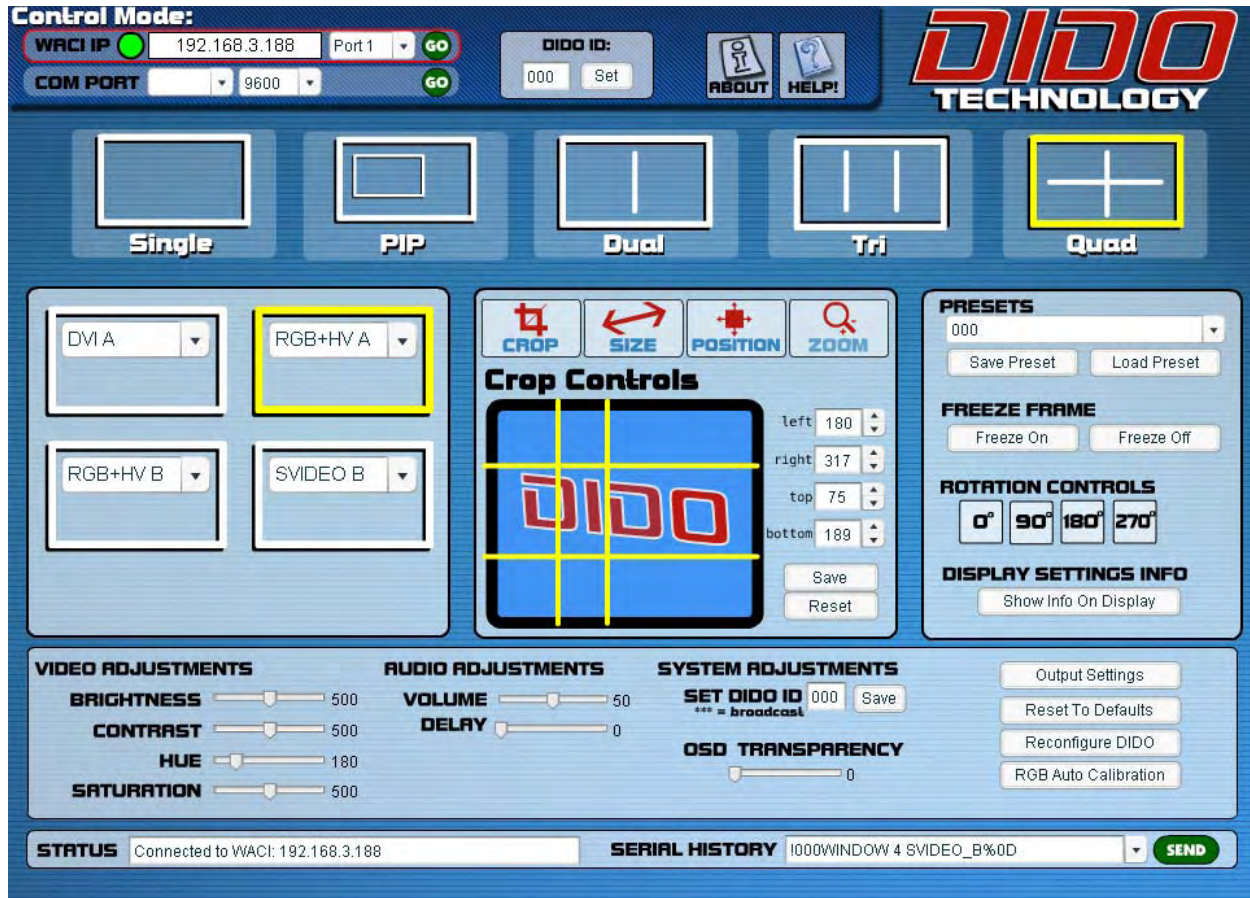 Control Mode:
WACI IP 192.168.3.188 Port 1 GO
COM PORT 9600 GO
DIDO ID:
000 Set
ABOUT HELP!
DIDO
TECHNOLOGY
Single PIP Dual Tri Quad
DVI A RGB+HV A
RGB+HV B SVIDEO B
CROP SIZE POSITION ZOOM
Crop Controls
DIDO
left 180
right 317
top 75
bottom 189
Save
Reset
PRESETS
000
Save Preset Load Preset
FREEZE FRAME
Freeze On Freeze Off
ROTATION CONTROLS
0° 90° 180° 270°
DISPLAY SETTINGS INFO
Show Info On Display
VIDEO ADJUSTMENTS
BRIGHTNESS 500
CONTRAST 500
HUE 180
SATURATION 500
AUDIO ADJUSTMENTS
VOLUME 50
DELAY 0
SYSTEM ADJUSTMENTS
SET DIDO ID 000 Save
*** = broadcast
OSD TRANSPARENCY
0
Output Settings
Reset To Defaults
Reconfigure DIDO
RGB Auto Calibration
STATUS Connected to WACI: 192.168.3.188 SERIAL HISTORY !000WINDOW 4 SVIDEO_B%0D SEND